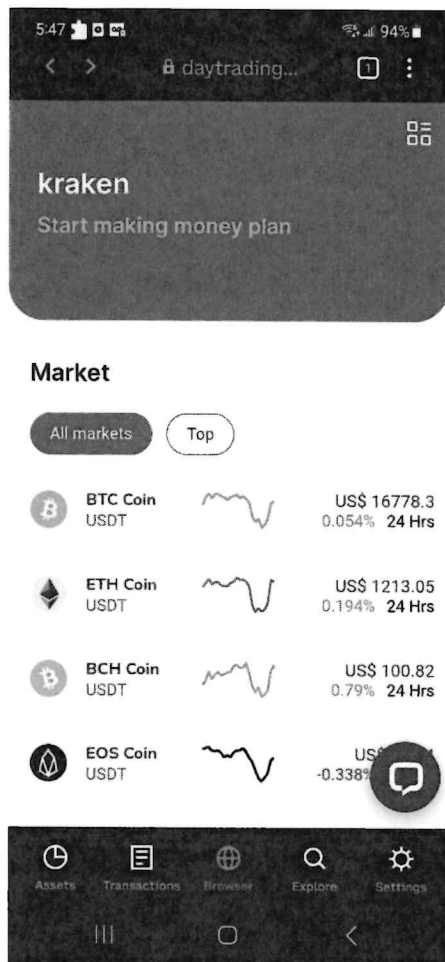 5:47 94%
daytrading... 1
kraken
Start making money plan
Market
All markets Top
BTC Coin US$ 16778.3
USDT 0.054% 24 Hrs
ETH Coin US$ 1213.05
USDT 0.194% 24 Hrs
BCH Coin US$ 100.82
USDT 0.79% 24 Hrs
EOS Coin US$
USDT -0.338%
Assets Transactions Browser Explore Settings